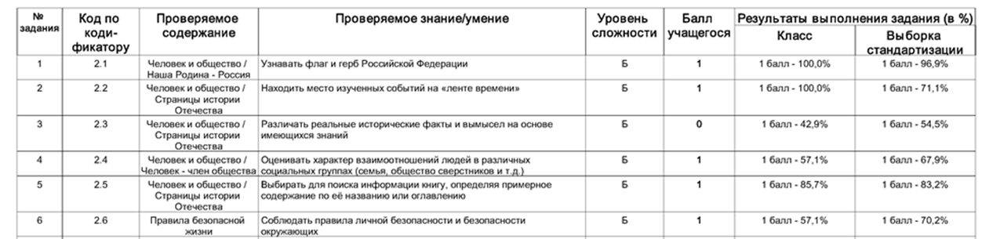 № задания
Код по коди- фикатору
Проверяемое содержание
Проверяемое знание/умение
Уровень сложности
Балл учащегося
Результаты выполнения задания (в %)
Класс
Выборка стандартизации
1 2.1 Человек и общество / Наша Родина - Россия Узнавать флаг и герб Российской Федерации Б 1 1 балл - 100,0% 1 балл - 96,9%
2 2.2 Человек и общество / Страницы истории Отечества Находить место изученных событий на «ленте времени» Б 1 1 балл - 100,0% 1 балл - 71,1%
3 2.3 Человек и общество / Страницы истории Отечества Различать реальные исторические факты и вымысел на основе имеющихся знаний Б 0 1 балл - 42,9% 1 балл - 54,5%
4 2.4 Человек и общество / Человек - член общества Оценивать характер взаимоотношений людей в различных социальных группах (семья, общество сверстников и т.д.) Б 1 1 балл - 57,1% 1 балл - 67,9%
5 2.5 Человек и общество / Страницы истории Отечества Выбирать для поиска информации книгу, определяя примерное содержание по её названию или оглавлению Б 1 1 балл - 85,7% 1 балл - 83,2%
6 2.6 Правила безопасной жизни Соблюдать правила личной безопасности и безопасности окружающих Б 1 1 балл - 57,1% 1 балл - 70,2%